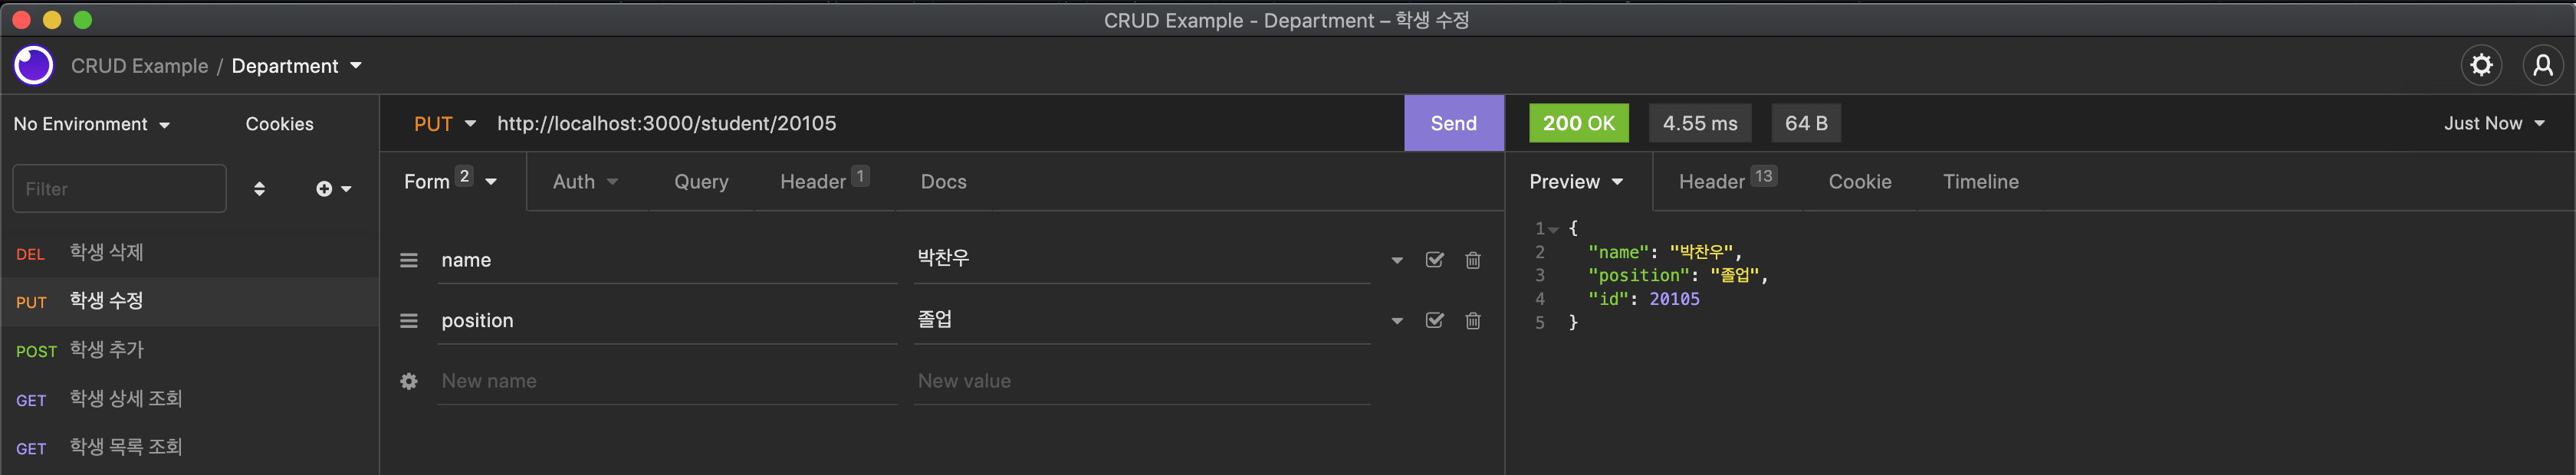 CRUD Example - Department – 학생 수정
CRUD Example / Department
No Environment
Cookies
Filter
DEL 학생 삭제
PUT 학생 수정
POST 학생 추가
GET 학생 상세 조회
GET 학생 목록 조회
PUT http://localhost:3000/student/20105
Send
Form 2
Auth
Query
Header 1
Docs
name 박찬우
position 졸업
New name New value
200 OK
4.55 ms
64 B
Just Now
Preview
Header 13
Cookie
Timeline
1 {
2 "name": "박찬우",
3 "position": "졸업",
4 "id": 20105
5 }